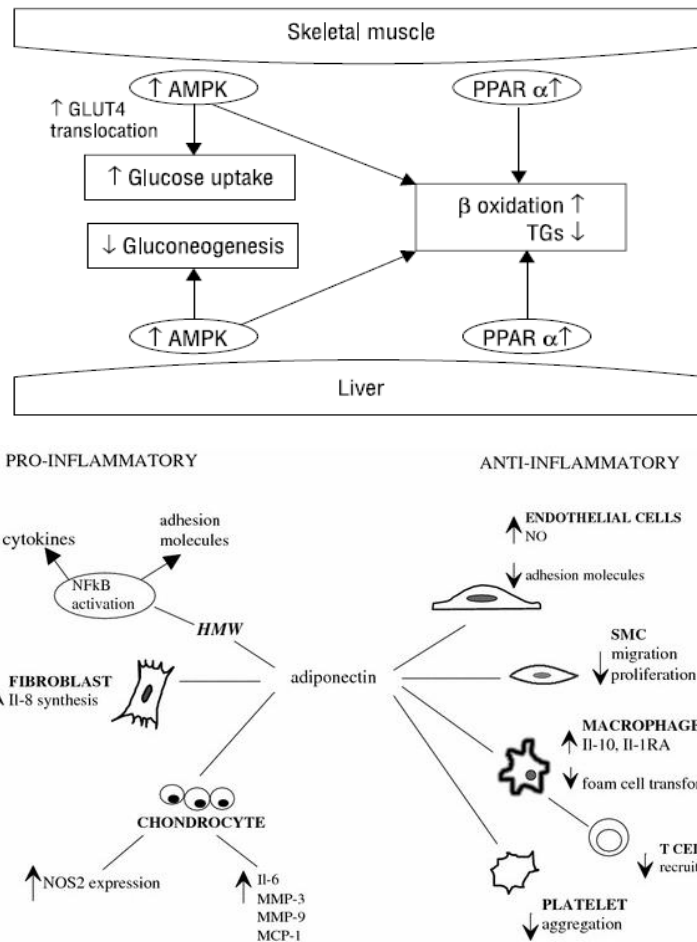 Skeletal muscle
↑ AMPK
PPAR α↑
↑ GLUT4
translocation
↑ Glucose uptake
β oxidation ↑
TGs ↓
↓ Gluconeogenesis
↑ AMPK
PPAR α↑
Liver
PRO-INFLAMMATORY
ANTI-INFLAMMATORY
cytokines
adhesion
molecules
NFkB
activation
HMW
↑ ENDOTHELIAL CELLS
NO
↓ adhesion molecules
adiponectin
FIBROBLAST
Il-8 synthesis
SMC
↓ migration
proliferation
MACROPHAGE
↑ Il-10, Il-1RA
↓ foam cell transfor
CHONDROCYTE
↑ NOS2 expression
↑ Il-6
MMP-3
MMP-9
MCP-1
T CEL
↓ recruit
PLATELET
↓ aggregation